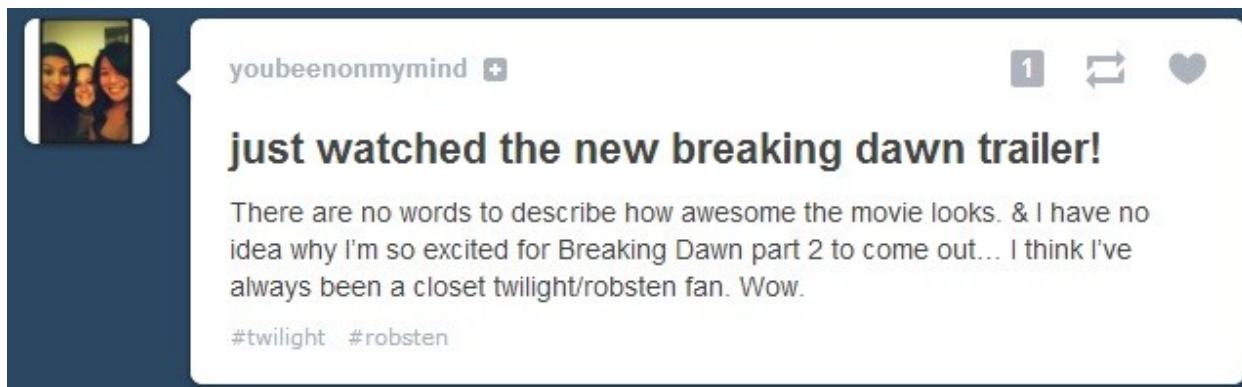 youbeenonmymind
1
just watched the new breaking dawn trailer!
There are no words to describe how awesome the movie looks. & I have no
idea why I’m so excited for Breaking Dawn part 2 to come out… I think I’ve
always been a closet twilight/robsten fan. Wow.
#twilight #robsten